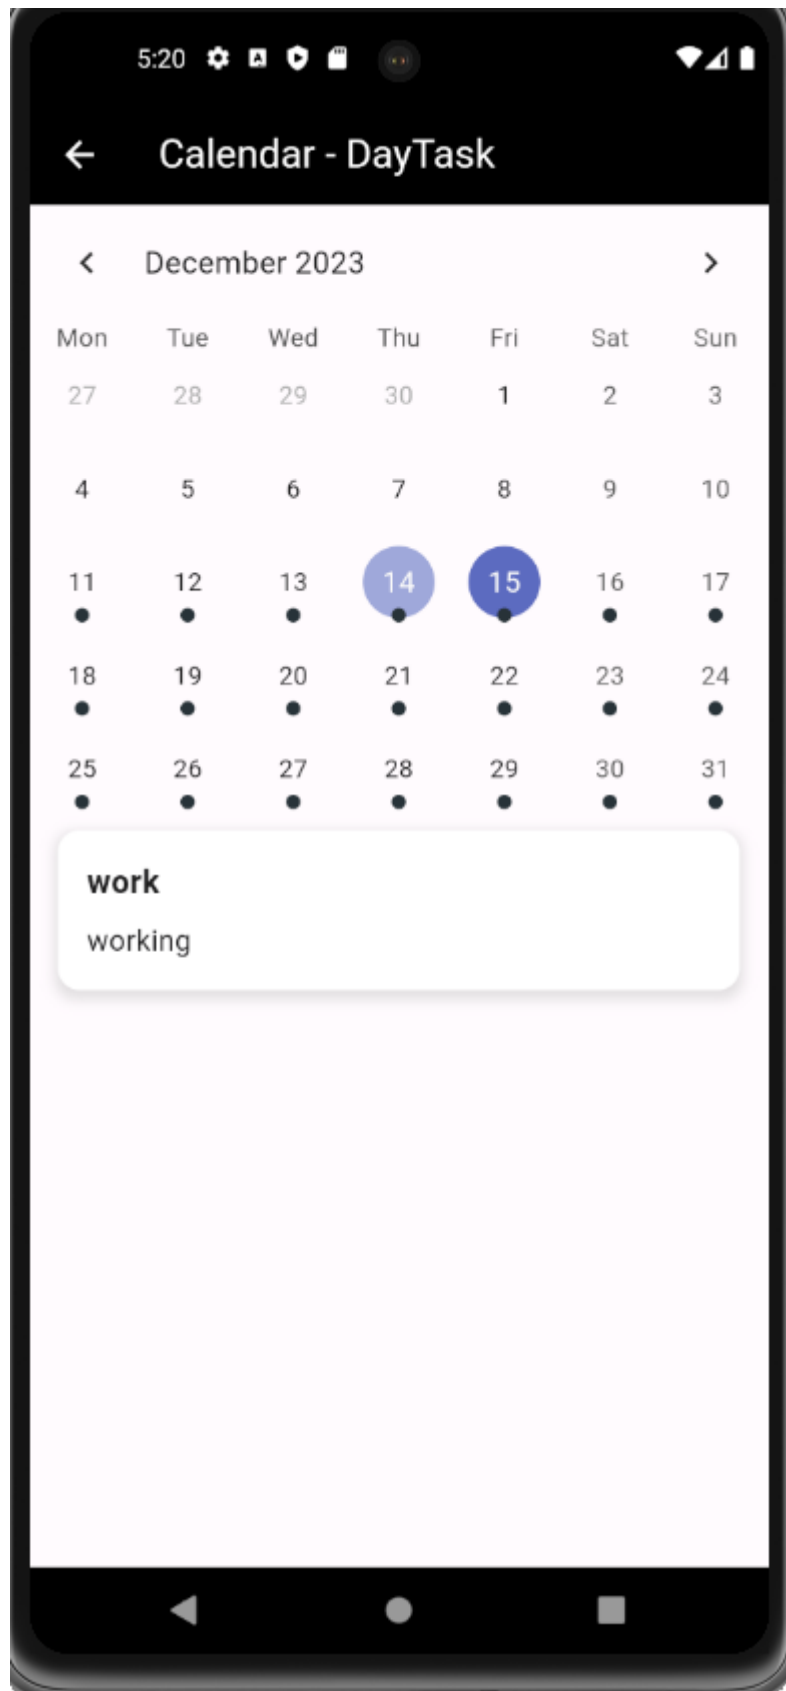 5:20
Calendar - DayTask
December 2023
Mon Tue Wed Thu Fri Sat Sun
27 28 29 30 1 2 3
4 5 6 7 8 9 10
11 12 13 14 15 16 17
18 19 20 21 22 23 24
25 26 27 28 29 30 31
work
working